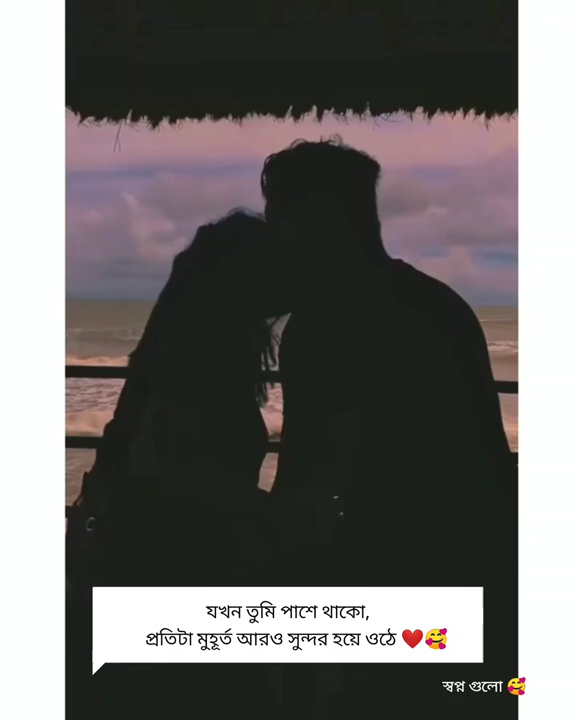 যখন তুমি পাশে থাকো,
প্রতিটা মুহূর্ত আরও সুন্দর হয়ে ওঠে ❤️🥰
স্বপ্ন গুলো 🥰